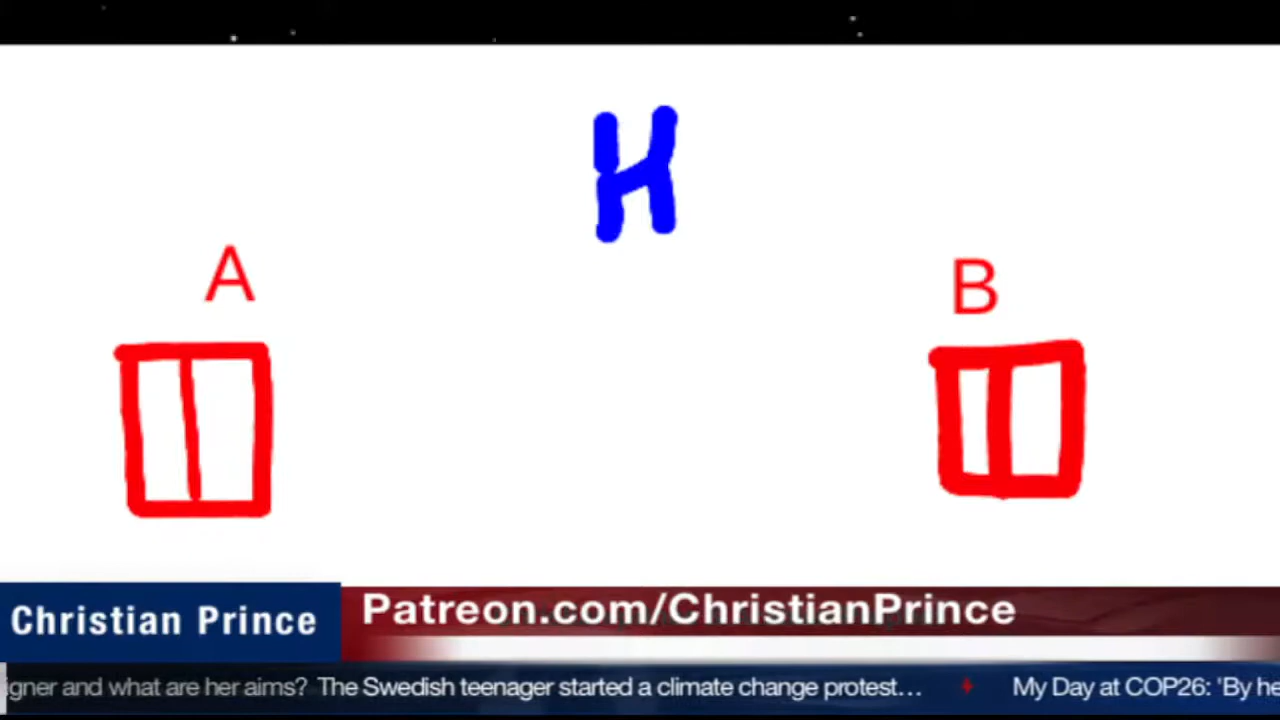 H
A
B
Christian Prince
Patreon.com/ChristianPrince
igner and what are her aims? The Swedish teenager started a climate change protest... My Day at COP26: 'By he